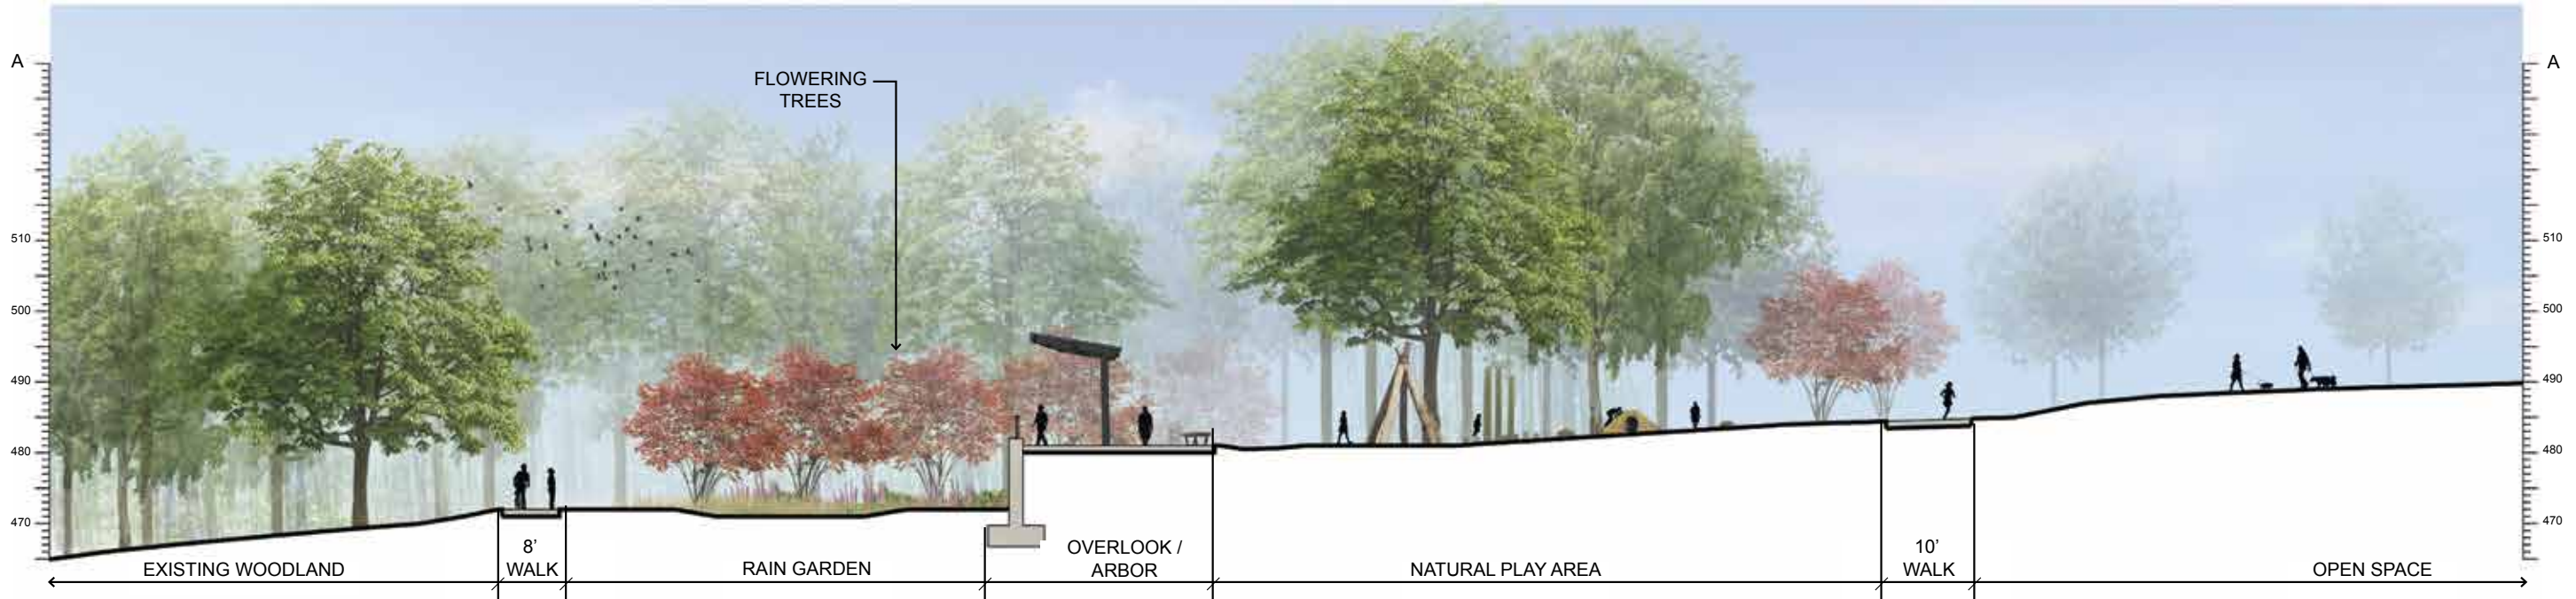 A
A
FLOWERING
TREES
510
510
500
500
490
490
480
480
470
470
EXISTING WOODLAND
8’
WALK
RAIN GARDEN
OVERLOOK /
ARBOR
NATURAL PLAY AREA
10’
WALK
OPEN SPACE